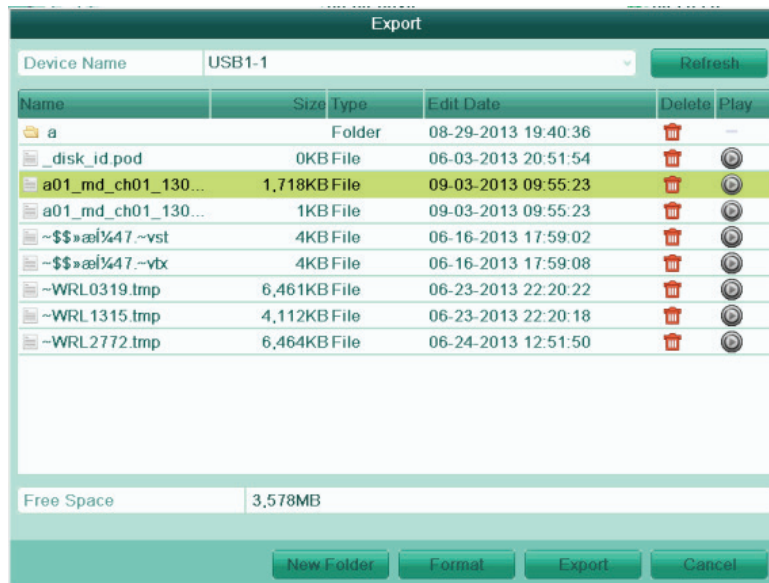 Export
Device Name USB1-1 Refresh
Name Size Type Edit Date Delete Play
a Folder 08-29-2013 19:40:36
_disk_id.pod 0KB File 06-03-2013 20:51:54
a01_md_ch01_130... 1,718KB File 09-03-2013 09:55:23
a01_md_ch01_130... 1KB File 09-03-2013 09:55:23
~$$»æÍ¼47.~vst 4KB File 06-16-2013 17:59:02
~$$»æÍ¼47.~vtx 4KB File 06-16-2013 17:59:08
~WRL0319.tmp 6,461KB File 06-23-2013 22:20:22
~WRL1315.tmp 4,112KB File 06-23-2013 22:20:18
~WRL2772.tmp 6,464KB File 06-24-2013 12:51:50
Free Space 3,578MB
New Folder Format Export Cancel